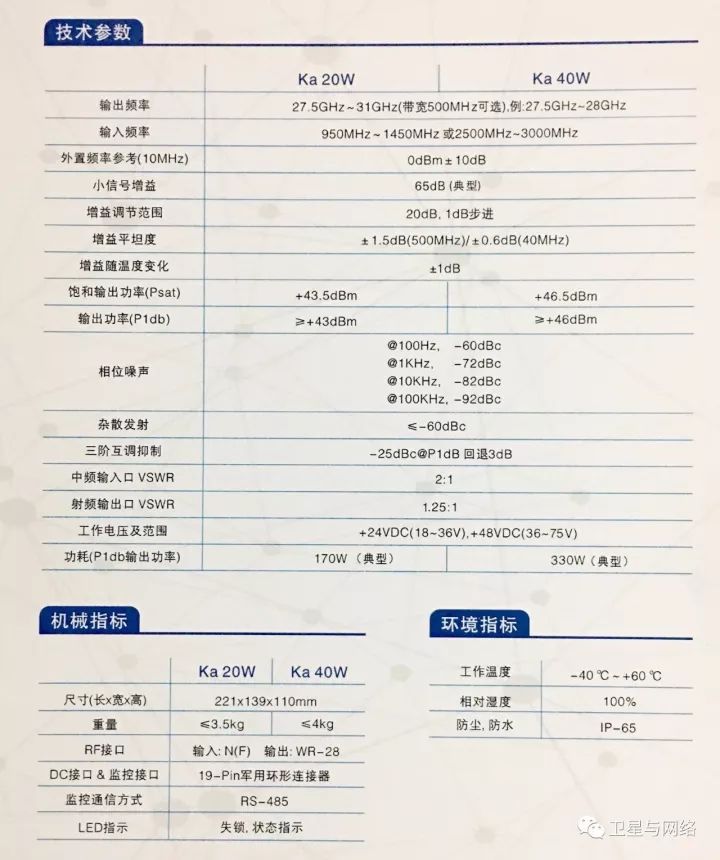 技术参数
Ka 20W Ka 40W
输出频率 27.5GHz~31GHz(带宽500MHz可选),例:27.5GHz~28GHz
输入频率 950MHz~1450MHz 或2500MHz~3000MHz
外置频率参考(10MHz) 0dBm±10dB
小信号增益 65dB (典型)
增益调节范围 20dB, 1dB步进
增益平坦度 ±1.5dB(500MHz)/±0.6dB(40MHz)
增益随温度变化 ±1dB
饱和输出功率(Psat) +43.5dBm +46.5dBm
输出功率(P1db) ≥+43dBm ≥+46dBm
相位噪声
@100Hz, -60dBc
@1KHz, -72dBc
@10KHz, -82dBc
@100KHz, -92dBc
杂散发射 ≤-60dBc
三阶互调抑制 -25dBc@P1dB 回退3dB
中频输入口 VSWR 2:1
射频输出口 VSWR 1.25:1
工作电压及范围 +24VDC(18~36V),+48VDC(36~75V)
功耗(P1db输出功率) 170W (典型) 330W (典型)
机械指标
Ka 20W Ka 40W
尺寸(长x宽x高) 221x139x110mm
重量 ≤3.5kg ≤4kg
RF接口 输入: N(F) 输出: WR-28
DC接口 & 监控接口 19-Pin军用环形连接器
监控通信方式 RS-485
LED指示 失锁, 状态指示
环境指标
工作温度 -40℃~+60℃
相对湿度 100%
防尘, 防水 IP-65
卫星与网络